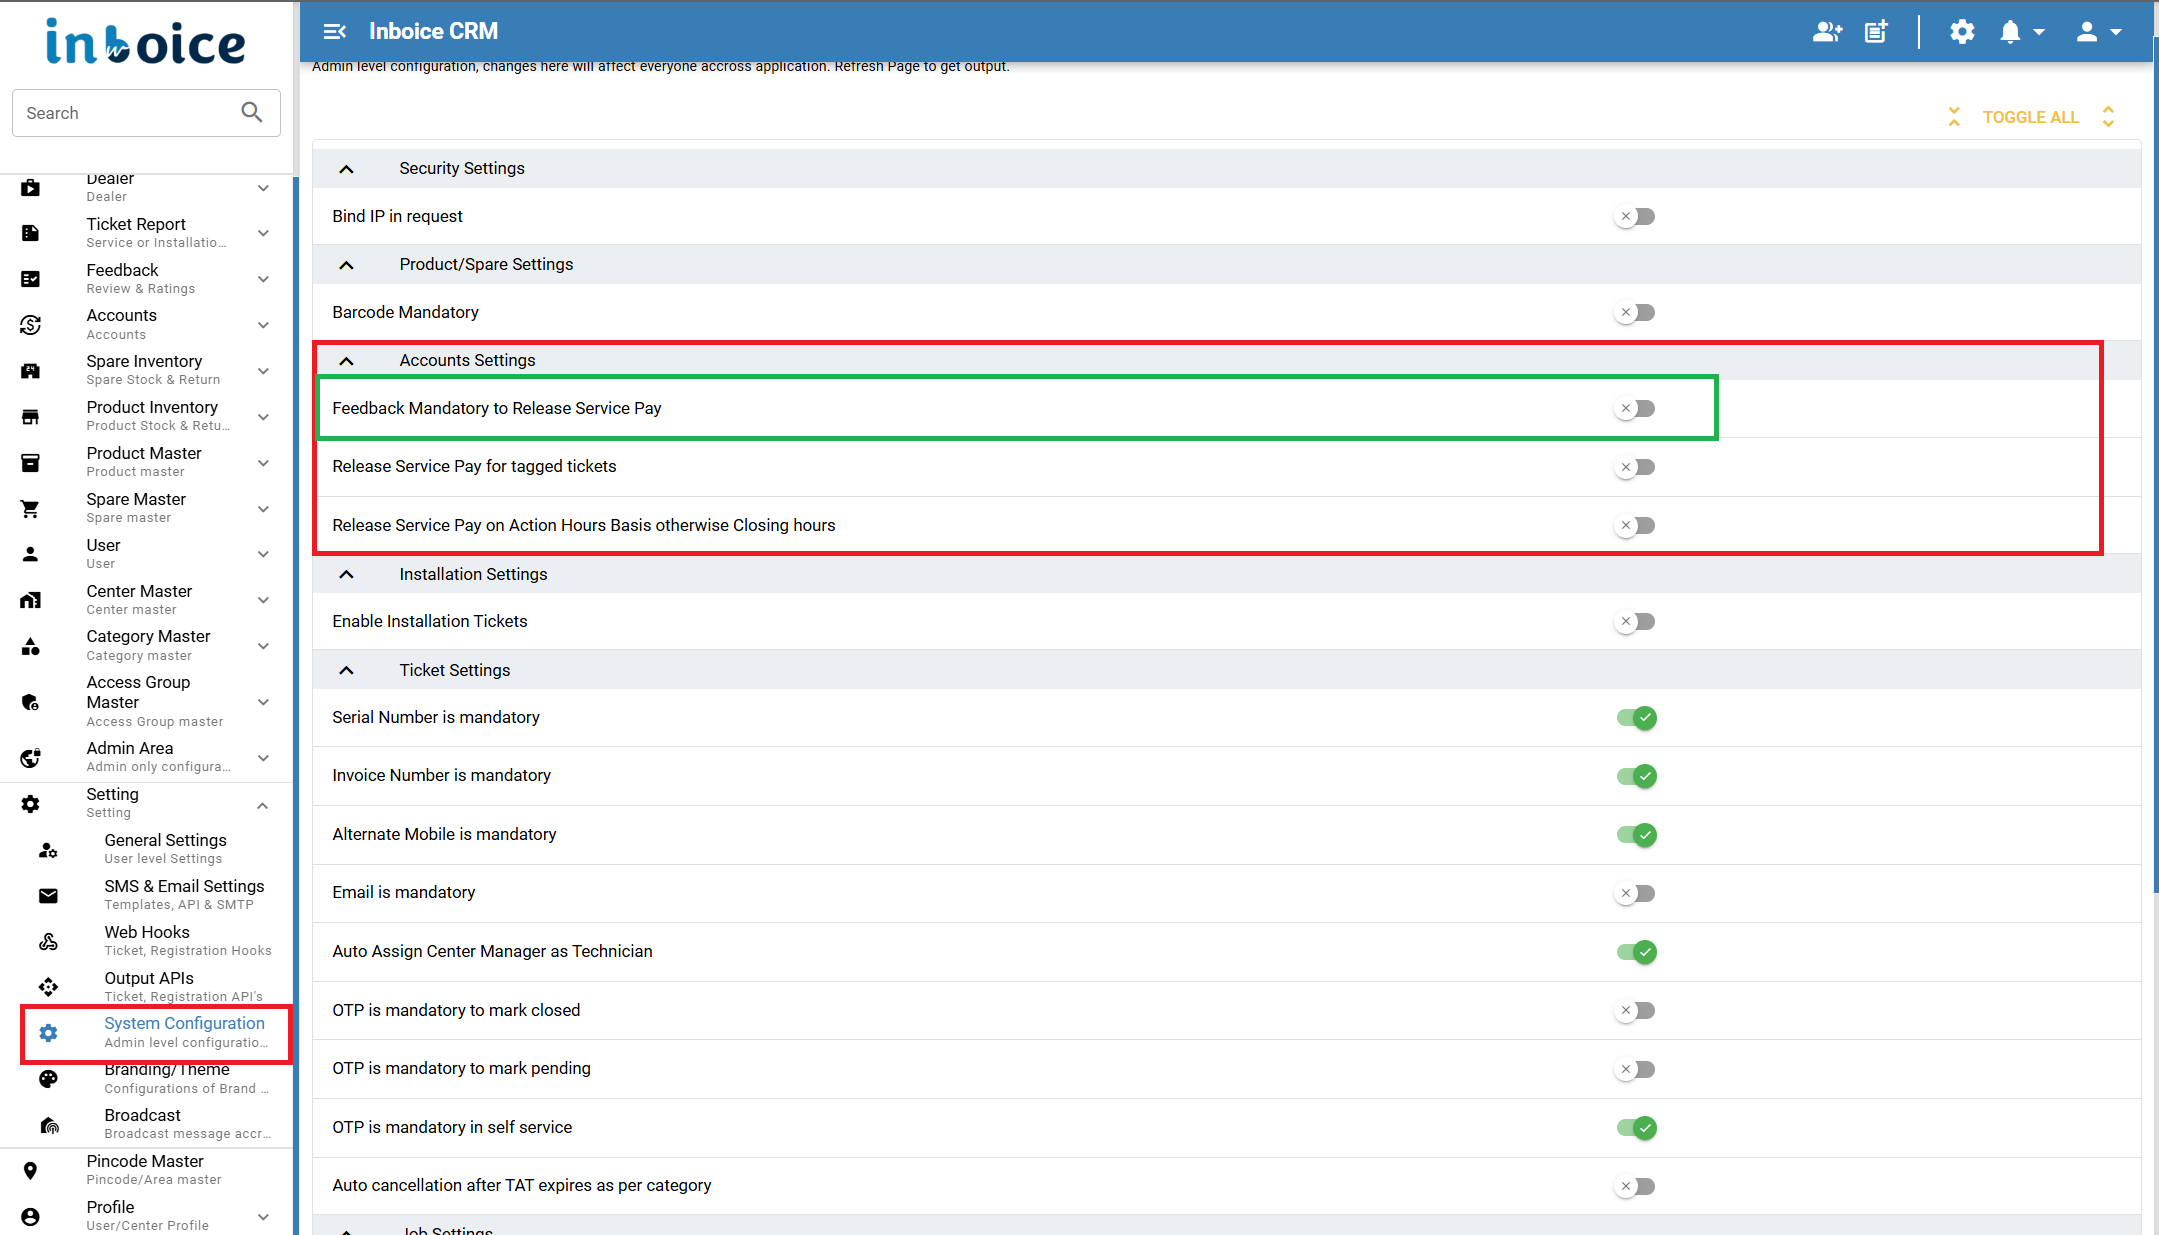 inboice
Search
Dealer
Dealer
Ticket Report
Service or Installatio...
Feedback
Review & Ratings
Accounts
Accounts
Spare Inventory
Spare Stock & Return
Product Inventory
Product Stock & Retu...
Product Master
Product master
Spare Master
Spare master
User
User
Center Master
Center master
Category Master
Category master
Access Group
Master
Access Group master
Admin Area
Admin only configura...
Setting
Setting
General Settings
User level Settings
SMS & Email Settings
Templates, API & SMTP
Web Hooks
Ticket, Registration Hooks
Output APIs
Ticket, Registration API's
System Configuration
Admin level configuratio...
Branding/Theme
Configurations of Brand ...
Broadcast
Broadcast message accr...
Pincode Master
Pincode/Area master
Profile
User/Center Profile
Inboice CRM
Admin level configuration, changes here will affect everyone accross application. Refresh Page to get output.
TOGGLE ALL
Security Settings
Bind IP in request
Product/Spare Settings
Barcode Mandatory
Accounts Settings
Feedback Mandatory to Release Service Pay
Release Service Pay for tagged tickets
Release Service Pay on Action Hours Basis otherwise Closing hours
Installation Settings
Enable Installation Tickets
Ticket Settings
Serial Number is mandatory
Invoice Number is mandatory
Alternate Mobile is mandatory
Email is mandatory
Auto Assign Center Manager as Technician
OTP is mandatory to mark closed
OTP is mandatory to mark pending
OTP is mandatory in self service
Auto cancellation after TAT expires as per category
Job Settings